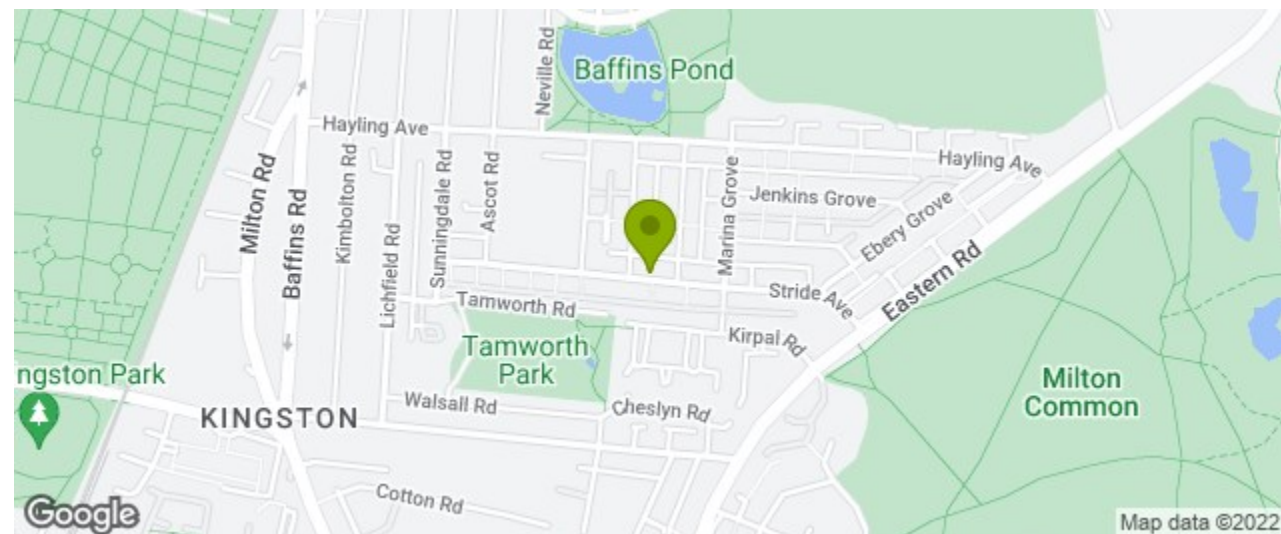 Neville Rd
Baffins Pond
Hayling Ave
Hayling Ave
Milton Rd
Baffins Rd
Kimbolton Rd
Lichfield Rd
Sunningdale Rd
Ascot Rd
Marina Grove
Jenkins Grove
Ebery Grove
Eastern Rd
Stride Ave
Tamworth Rd
Kirpal Rd
Tamworth
Park
ngston Park
Milton
Common
Walsall Rd
Cheslyn Rd
KINGSTON
Cotton Rd
Google
Map data ©2022